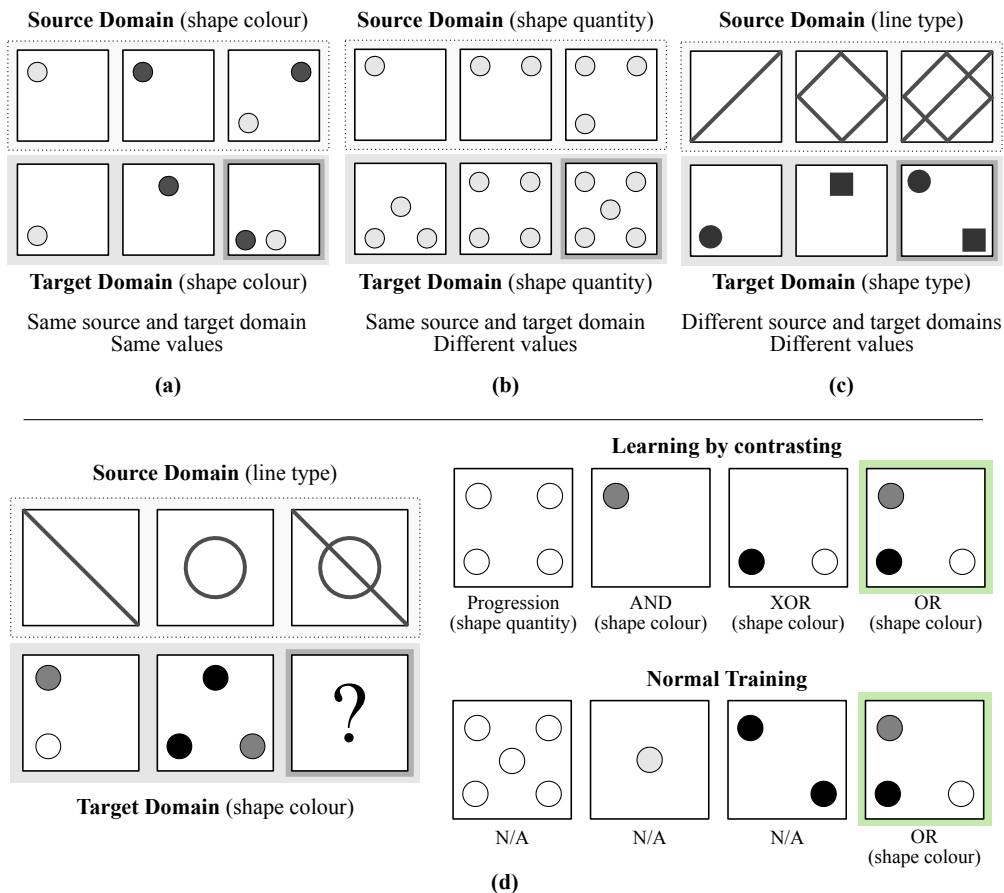 Source Domain (shape colour)
Source Domain (shape quantity)
Source Domain (line type)
Target Domain (shape colour)
Target Domain (shape quantity)
Target Domain (shape type)
Same source and target domain
Same values
Same source and target domain
Different values
Different source and target domains
Different values
(a)
(b)
(c)
Source Domain (line type)
?
Target Domain (shape colour)
Learning by contrasting
Progression
(shape quantity)
AND
(shape colour)
XOR
(shape colour)
OR
(shape colour)
Normal Training
N/A
N/A
N/A
OR
(shape colour)
(d)